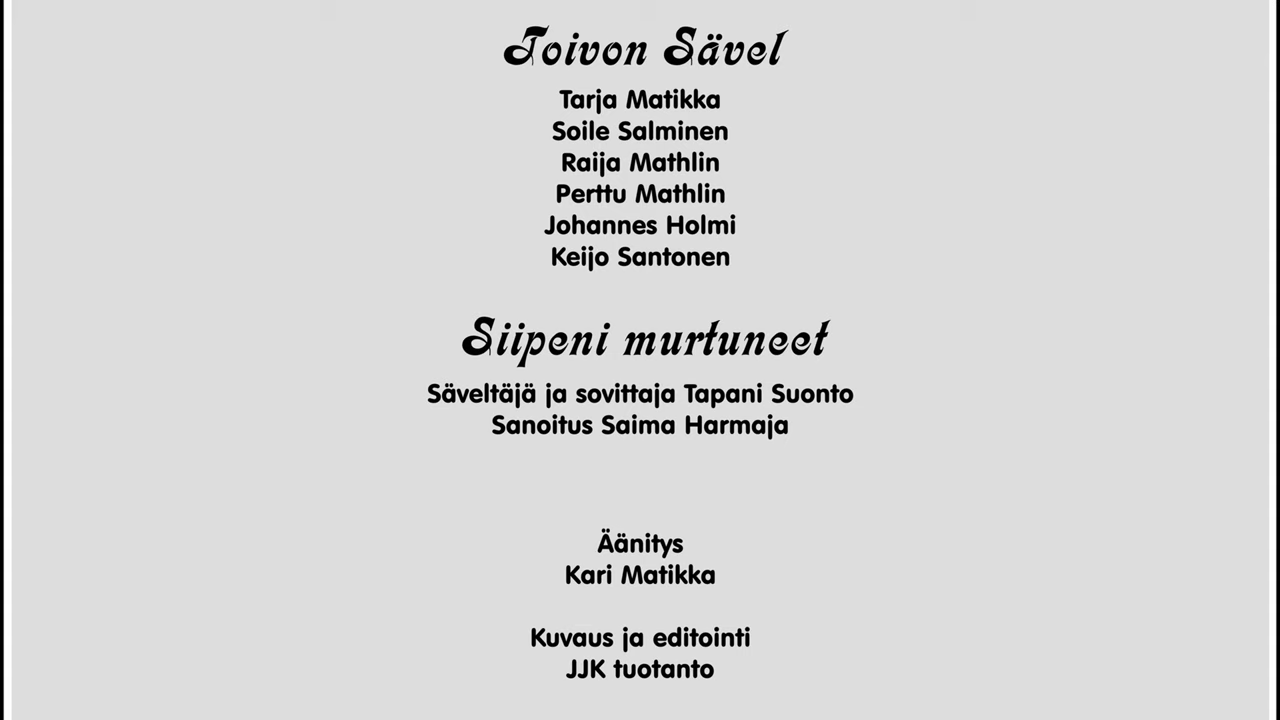 Toivon Sävel
Tarja Matikka
Soile Salminen
Raija Mathlin
Perttu Mathlin
Johannes Holmi
Keijo Santonen
Siipeni murtuneet
Säveltäjä ja sovittaja Tapani Suonto
Sanoitus Saima Harmaja
Äänitys
Kari Matikka
Kuvaus ja editointi
JJK tuotanto